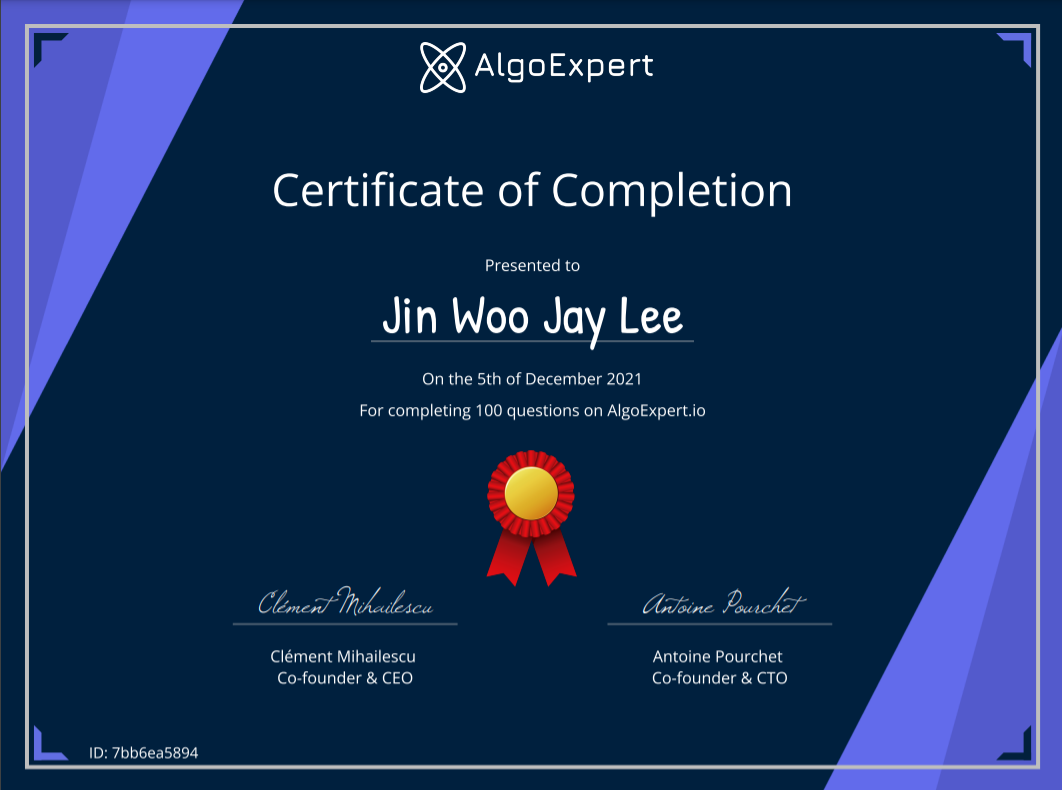 AlgoExpert
Certificate of Completion
Presented to
Jin Woo Jay Lee
On the 5th of December 2021
For completing 100 questions on AlgoExpert.io
Clément Mihailescu
Antoine Pourchet
Clément Mihailescu
Co-founder & CEO
Antoine Pourchet
Co-founder & CTO
ID: 7bb6ea5894